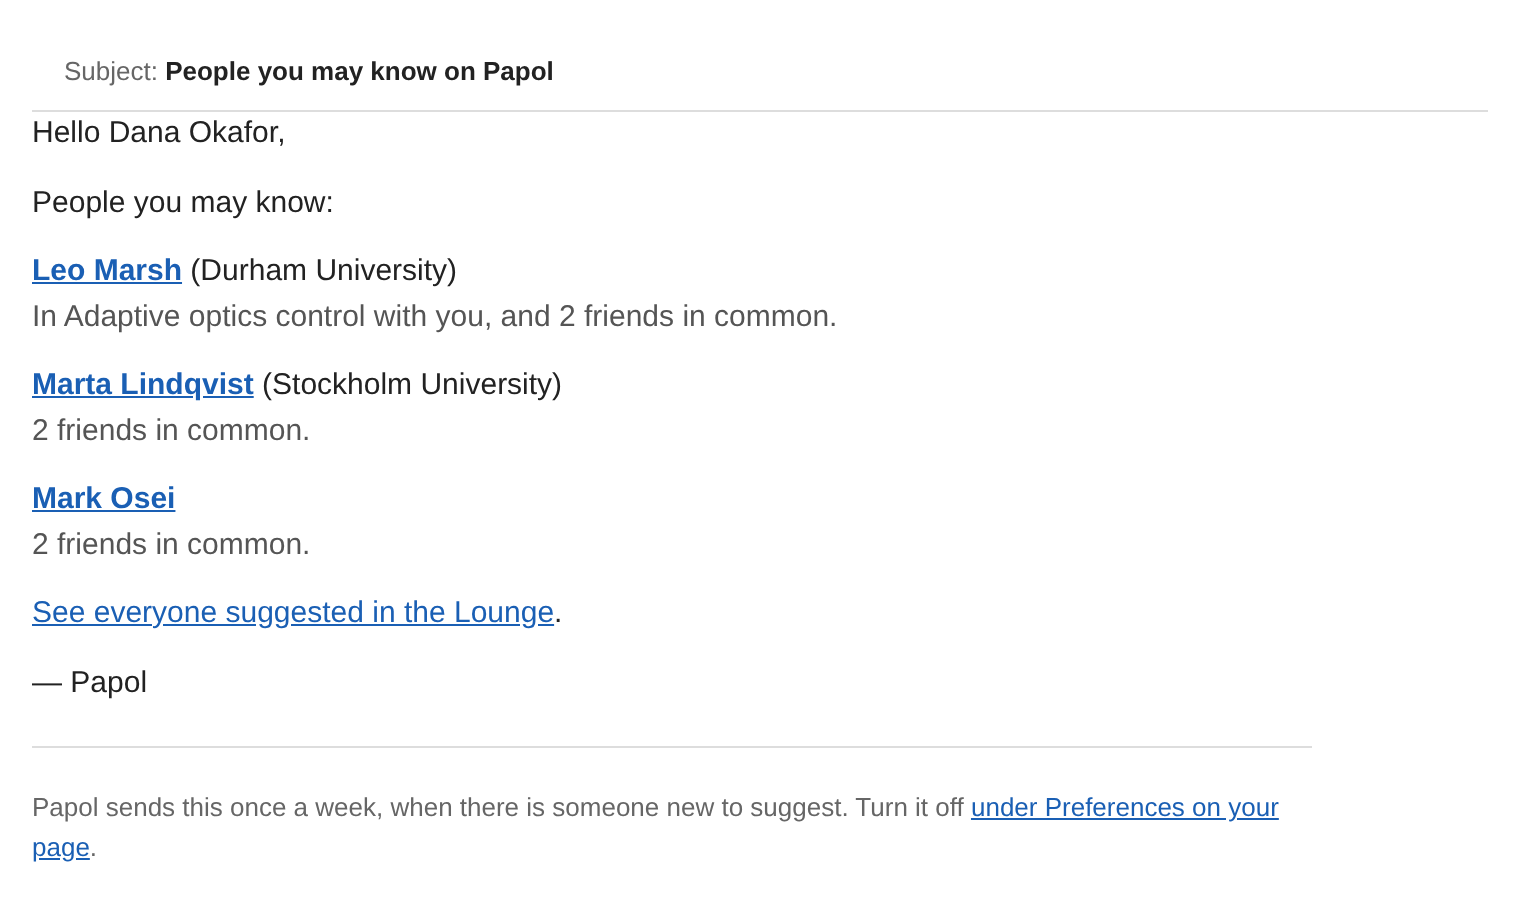 Subject: People you may know on Papol
Hello Dana Okafor,
People you may know:
Leo Marsh (Durham University)
In Adaptive optics control with you, and 2 friends in common.
Marta Lindqvist (Stockholm University)
2 friends in common.
Mark Osei
2 friends in common.
See everyone suggested in the Lounge.
— Papol
Papol sends this once a week, when there is someone new to suggest. Turn it off under Preferences on your
page.